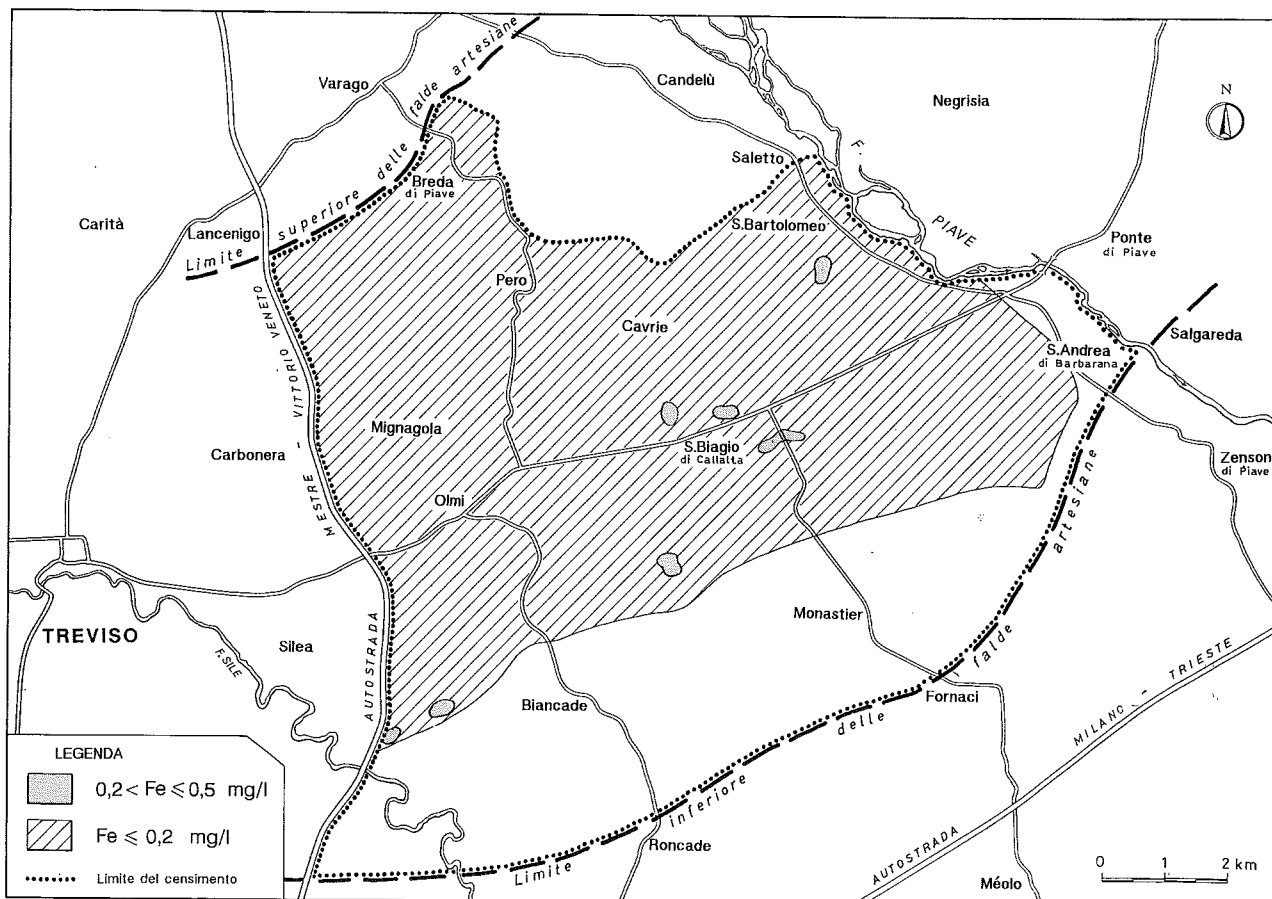 Varago
Candelù
Negrisia
N
Limite superiore delle falde artesiane
Saletto
F. PIAVE
Breda
di Piave
Carità
Lancenigo
S.Bartolomeo
Ponte
di Piave
Pero
Cavrie
Salgareda
S.Andrea
di Barbarana
AUTOSTRADA MESTRE - VITTORIO VENETO
Mignagola
Carbonera
S.Biagio
di Callalta
Zenson
di Piave
Olmi
TREVISO
Silea
F. SILE
Monastier
Biancade
Fornaci
Limite inferiore delle falde artesiane
Roncade
AUTOSTRADA MILANO - TRIESTE
Méolo
LEGENDA
0,2 < Fe ≤ 0,5 mg/l
Fe ≤ 0,2 mg/l
Limite del censimento
0 1 2 km